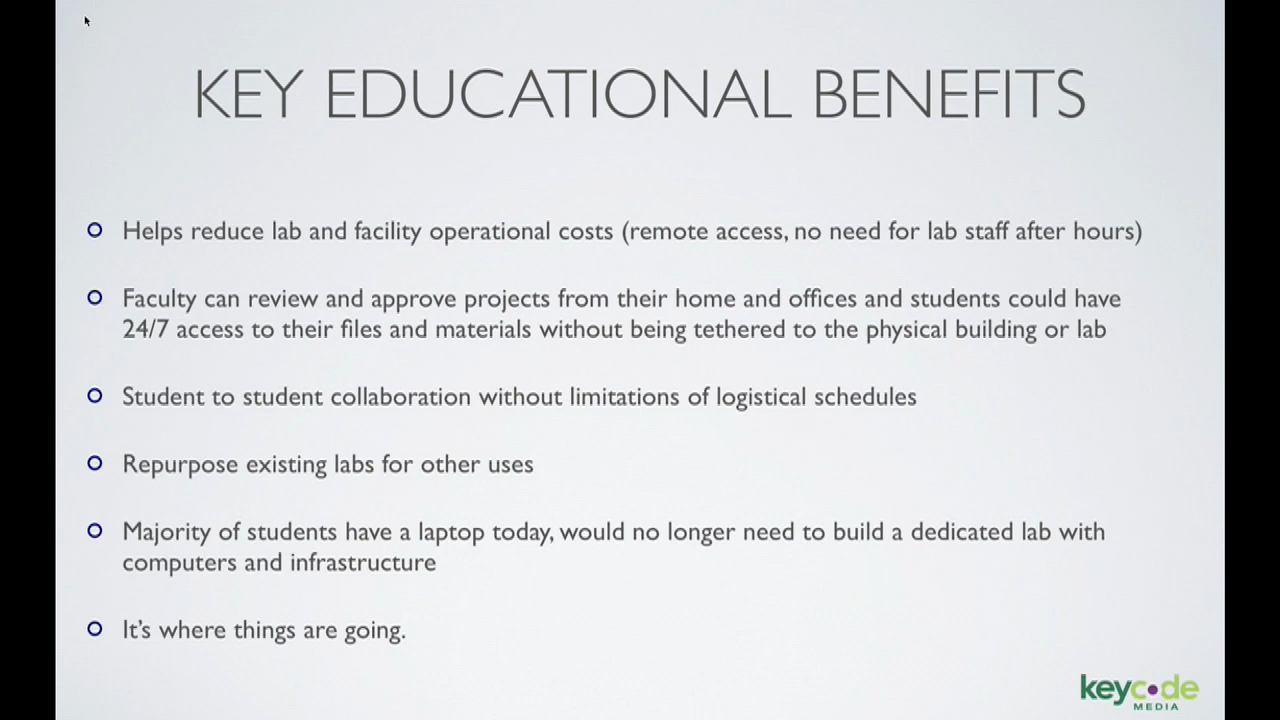 KEY EDUCATIONAL BENEFITS
Helps reduce lab and facility operational costs (remote access, no need for lab staff after hours)
Faculty can review and approve projects from their home and offices and students could have
24/7 access to their files and materials without being tethered to the physical building or lab
Student to student collaboration without limitations of logistical schedules
Repurpose existing labs for other uses
Majority of students have a laptop today, would no longer need to build a dedicated lab with
computers and infrastructure
It’s where things are going.
keycode
MEDIA